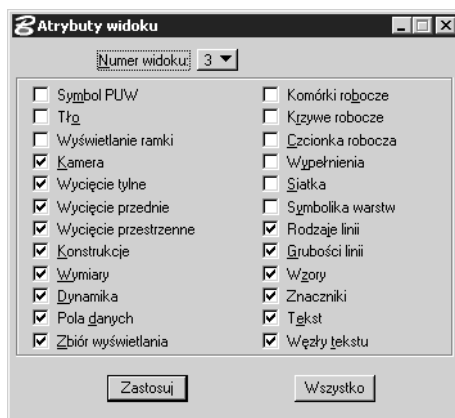 Atrybuty widoku
Numer widoku: 3
Symbol PUW
Tło
Wyświetlanie ramki
Kamera
Wycięcie tylne
Wycięcie przednie
Wycięcie przestrzenne
Konstrukcje
Wymiary
Dynamika
Pola danych
Zbiór wyświetlania
Komórki robocze
Krzywe robocze
Czcionka robocza
Wypełnienia
Siatka
Symbolika warstw
Rodzaje linii
Grubości linii
Wzory
Znaczniki
Tekst
Węzły tekstu
Zastosuj
Wszystko